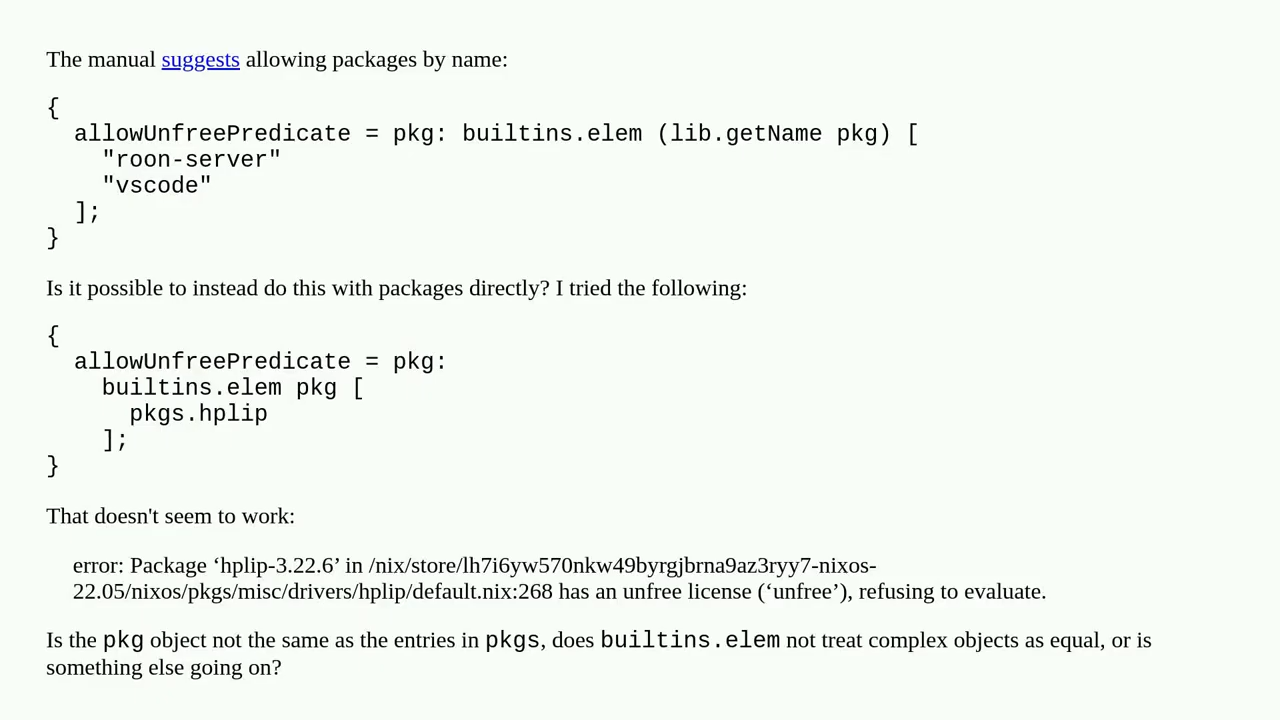 The manual suggests allowing packages by name:
{
  allowUnfreePredicate = pkg: builtins.elem (lib.getName pkg) [
    "roon-server"
    "vscode"
  ];
}
Is it possible to instead do this with packages directly? I tried the following:
{
  allowUnfreePredicate = pkg:
    builtins.elem pkg [
      pkgs.hplip
    ];
}
That doesn't seem to work:
error: Package ‘hplip-3.22.6’ in /nix/store/lh7i6yw570nkw49byrgjbrna9az3ryy7-nixos-
22.05/nixos/pkgs/misc/drivers/hplip/default.nix:268 has an unfree license (‘unfree’), refusing to evaluate.
Is the pkg object not the same as the entries in pkgs, does builtins.elem not treat complex objects as equal, or is
something else going on?